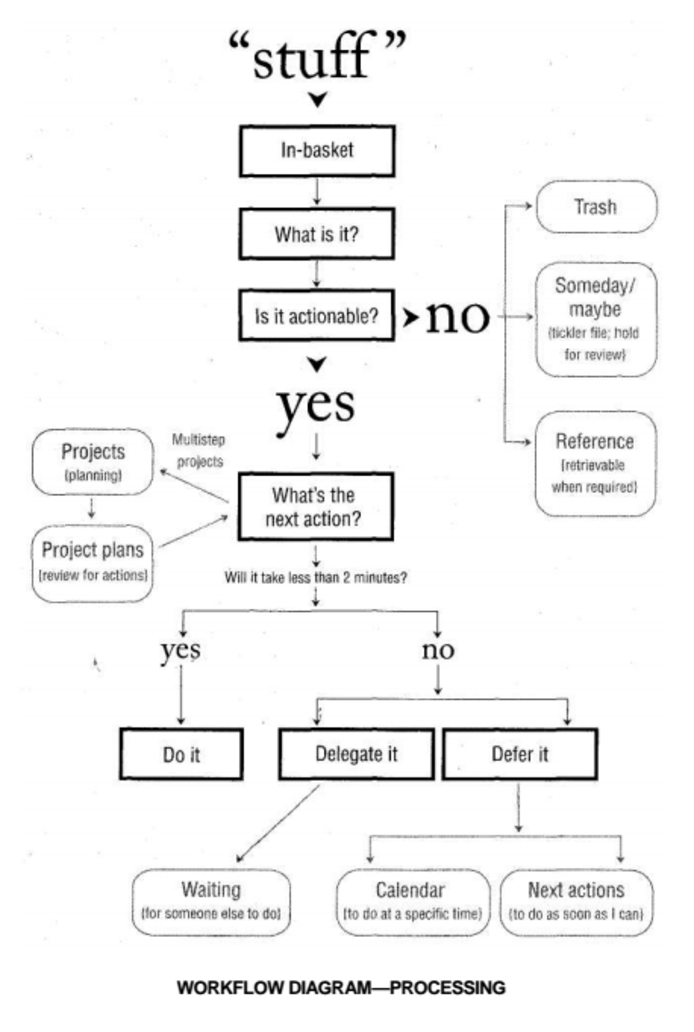 “stuff”
In-basket
What is it?
Trash
Is it actionable?
no
Someday/
maybe
(tickler file; hold
for review)
yes
Reference
(retrievable
when required)
Projects
(planning)
Multistep
projects
What's the
next action?
Project plans
(review for actions)
Will it take less than 2 minutes?
yes
no
Do it
Delegate it
Defer it
Waiting
(for someone else to do)
Calendar
(to do at a specific time)
Next actions
(to do as soon as I can)
WORKFLOW DIAGRAM—PROCESSING